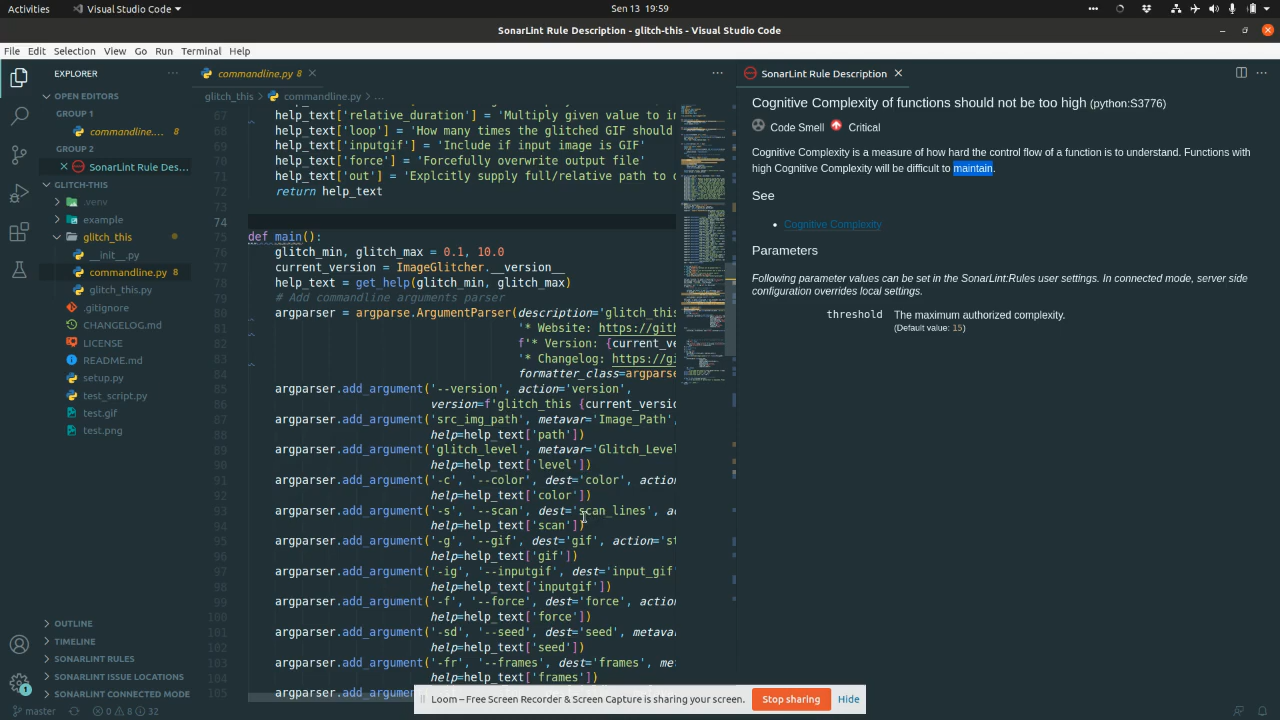 Activities
Visual Studio Code
Sen 13 19:59
SonarLint Rule Description - glitch-this - Visual Studio Code
File Edit Selection View Go Run Terminal Help
EXPLORER
OPEN EDITORS
GROUP 1
commandline.... 8
GROUP 2
SonarLint Rule Des...
GLITCH-THIS
.venv
example
glitch_this
__init__.py
commandline.py 8
glitch_this.py
.gitignore
CHANGELOG.md
LICENSE
README.md
setup.py
test_script.py
test.gif
test.png
OUTLINE
TIMELINE
SONARLINT RULES
SONARLINT ISSUE LOCATIONS
SONARLINT CONNECTED MODE
1
master 0 8 32
commandline.py 8
glitch_this > commandline.py > ...
67 help_text['relative_duration'] = 'Multiply given value to in
68 help_text['loop'] = 'How many times the glitched GIF should
69 help_text['inputgif'] = 'Include if input image is GIF'
70 help_text['force'] = 'Forcefully overwrite output file'
71 help_text['out'] = 'Explcitly supply full/relative path to
72 return help_text
73
74
75 def main():
76 glitch_min, glitch_max = 0.1, 10.0
77 current_version = ImageGlitcher.__version__
78 help_text = get_help(glitch_min, glitch_max)
79 # Add commandline arguments parser
80 argparser = argparse.ArgumentParser(description='glitch_this
81 '* Website: https://gith
82 f'* Version: {current_ve
83 '* Changelog: https://gi
84 formatter_class=argparse
85 argparser.add_argument('--version', action='version',
86 version=f'glitch_this {current_versio
87 argparser.add_argument('src_img_path', metavar='Image_Path',
88 help=help_text['path'])
89 argparser.add_argument('glitch_level', metavar='Glitch_Level
90 help=help_text['level'])
91 argparser.add_argument('-c', '--color', dest='color', action
92 help=help_text['color'])
93 argparser.add_argument('-s', '--scan', dest='scan_lines', ac
94 help=help_text['scan'])
95 argparser.add_argument('-g', '--gif', dest='gif', action='st
96 help=help_text['gif'])
97 argparser.add_argument('-ig', '--inputgif', dest='input_gif'
98 help=help_text['inputgif'])
99 argparser.add_argument('-f', '--force', dest='force', action
100 help=help_text['force'])
101 argparser.add_argument('-sd', '--seed', dest='seed', metavar
102 help=help_text['seed'])
103 argparser.add_argument('-fr', '--frames', dest='frames', met
104 help=help_text['frames'])
105 argparser.add_argument
SonarLint Rule Description
Cognitive Complexity of functions should not be too high (python:S3776)
Code Smell Critical
Cognitive Complexity is a measure of how hard the control flow of a function is to understand. Functions with
high Cognitive Complexity will be difficult to maintain.
See
• Cognitive Complexity
Parameters
Following parameter values can be set in the SonarLint:Rules user settings. In connected mode, server side
configuration overrides local settings.
threshold The maximum authorized complexity.
(Default value: 15)
Loom – Free Screen Recorder & Screen Capture is sharing your screen. Stop sharing Hide